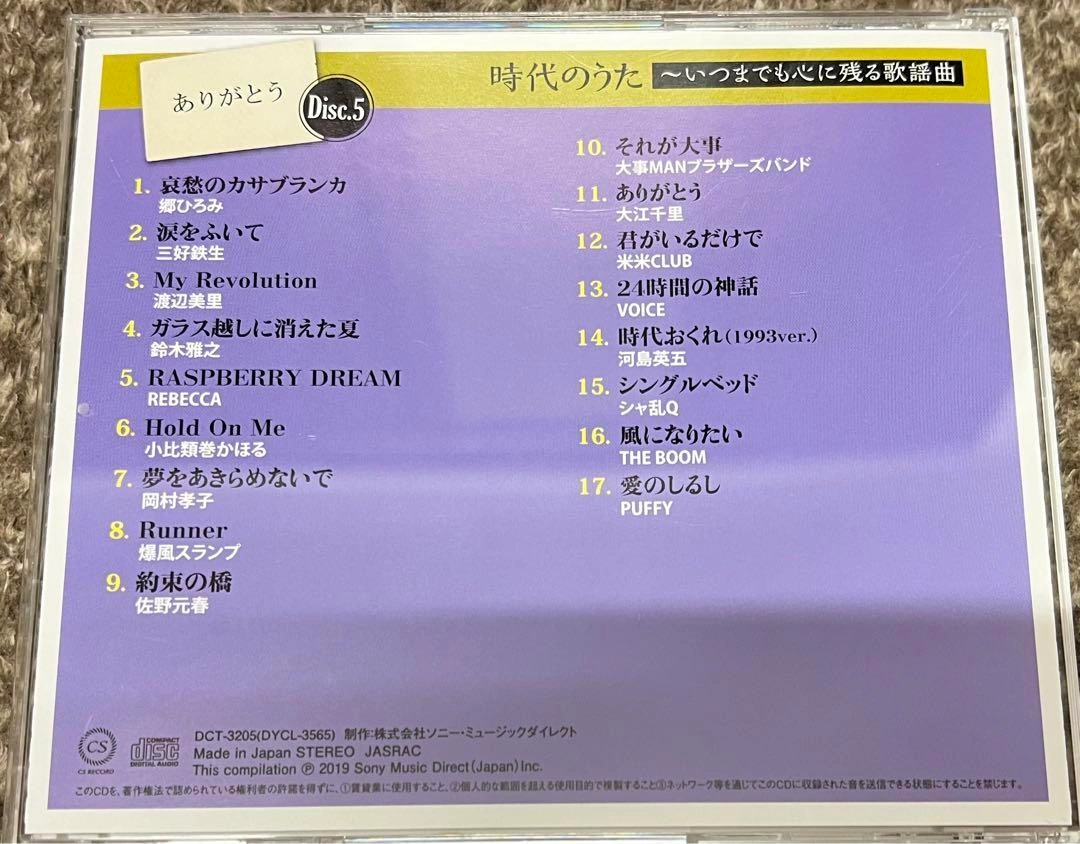 ありがとう
Disc.5
時代のうた ～いつまでも心に残る歌謡曲
1. 哀愁のカサブランカ
郷ひろみ
2. 涙をふいて
三好鉄生
3. My Revolution
渡辺美里
4. ガラス越しに消えた夏
鈴木雅之
5. RASPBERRY DREAM
REBECCA
6. Hold On Me
小比類巻かほる
7. 夢をあきらめないで
岡村孝子
8. Runner
爆風スランプ
9. 約束の橋
佐野元春
10. それが大事
大事MANブラザーズバンド
11. ありがとう
大江千里
12. 君がいるだけで
米米CLUB
13. 24時間の神話
VOICE
14. 時代おくれ(1993ver.)
河島英五
15. シングルベッド
シャ乱Q
16. 風になりたい
THE BOOM
17. 愛のしるし
PUFFY
CS
CS RECORD
COMPACT
disc
DIGITAL AUDIO
DCT-3205(DYCL-3565) 制作:株式会社ソニー・ミュージックダイレクト
Made in Japan STEREO JASRAC
This compilation ℗ 2019 Sony Music Direct(Japan)Inc.
このCDを、著作権法で認められている権利者の許諾を得ずに、①賃貸業に使用すること、②個人的な範囲を超える使用目的で複製すること③ネットワーク等を通じてこのCDに収録された音を送信できる状態にすることを禁じます。